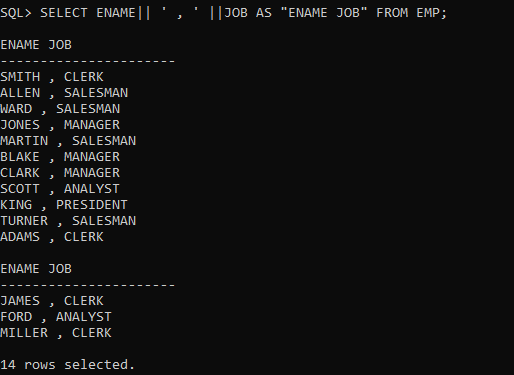 SQL> SELECT ENAME|| ' , ' ||JOB AS "ENAME JOB" FROM EMP;
ENAME JOB
----------------------
SMITH , CLERK
ALLEN , SALESMAN
WARD , SALESMAN
JONES , MANAGER
MARTIN , SALESMAN
BLAKE , MANAGER
CLARK , MANAGER
SCOTT , ANALYST
KING , PRESIDENT
TURNER , SALESMAN
ADAMS , CLERK
ENAME JOB
----------------------
JAMES , CLERK
FORD , ANALYST
MILLER , CLERK
14 rows selected.